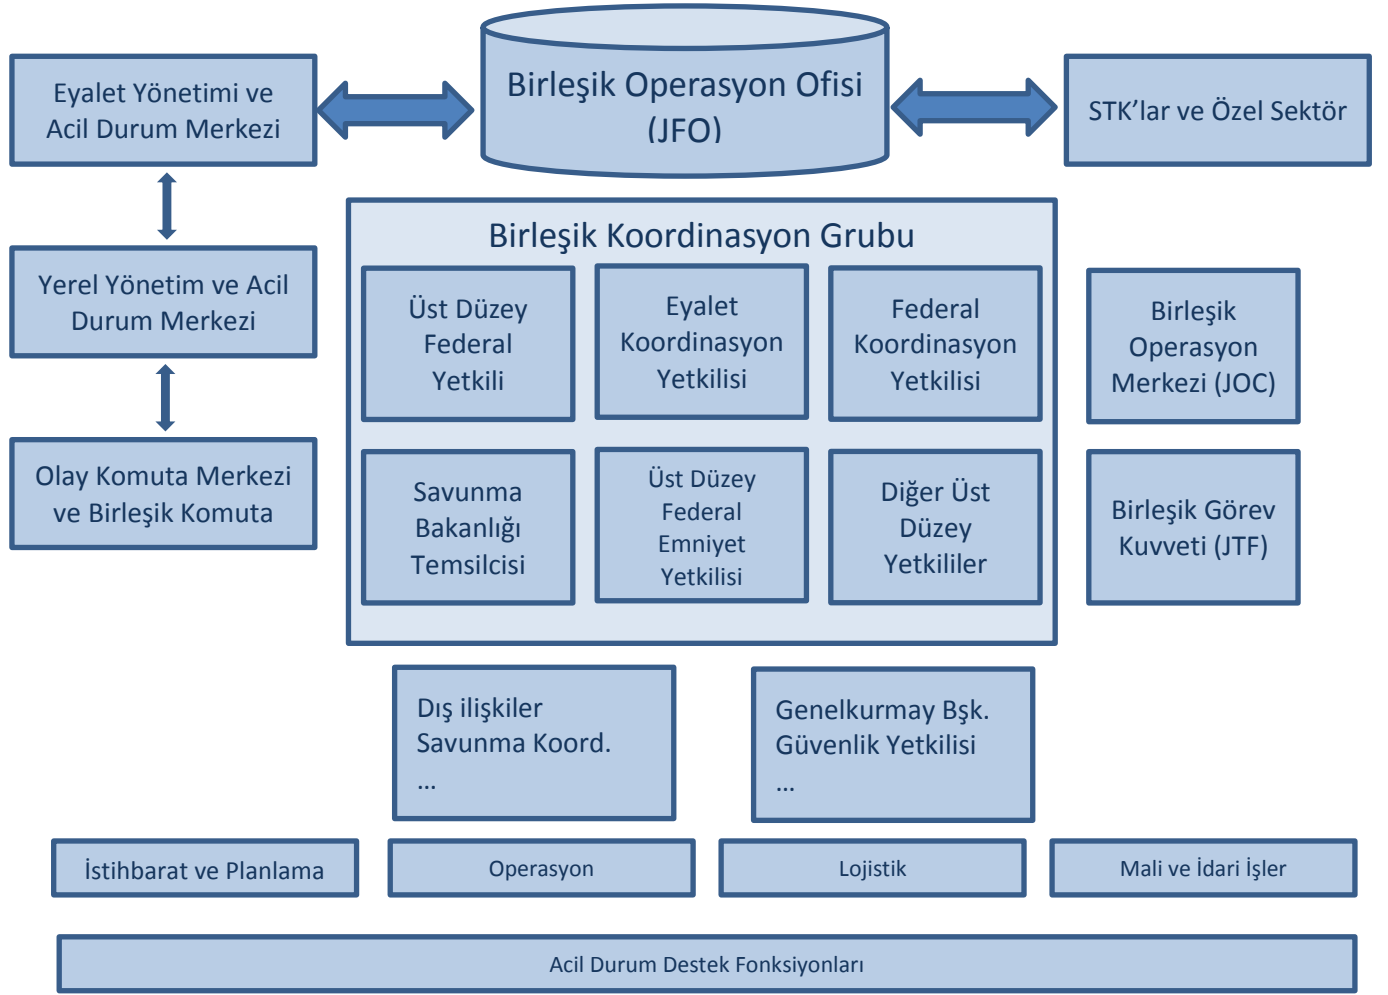 Eyalet Yönetimi ve
Acil Durum Merkezi
Birleşik Operasyon Ofisi
(JFO)
STK'lar ve Özel Sektör
Yerel Yönetim ve Acil
Durum Merkezi
Olay Komuta Merkezi
ve Birleşik Komuta
Birleşik Koordinasyon Grubu
Üst Düzey
Federal
Yetkili
Eyalet
Koordinasyon
Yetkilisi
Federal
Koordinasyon
Yetkilisi
Savunma
Bakanlığı
Temsilcisi
Üst Düzey
Federal
Emniyet
Yetkilisi
Diğer Üst
Düzey
Yetkililer
Birleşik
Operasyon
Merkezi (JOC)
Birleşik Görev
Kuvveti (JTF)
Dış ilişkiler
Savunma Koord.
...
Genelkurmay Bşk.
Güvenlik Yetkilisi
...
İstihbarat ve Planlama
Operasyon
Lojistik
Mali ve İdari İşler
Acil Durum Destek Fonksiyonları